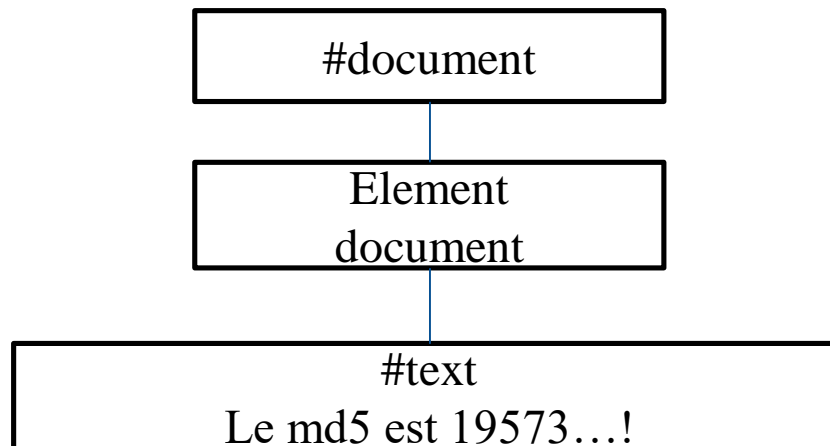 #document
Element
document
#text
Le md5 est 19573…!